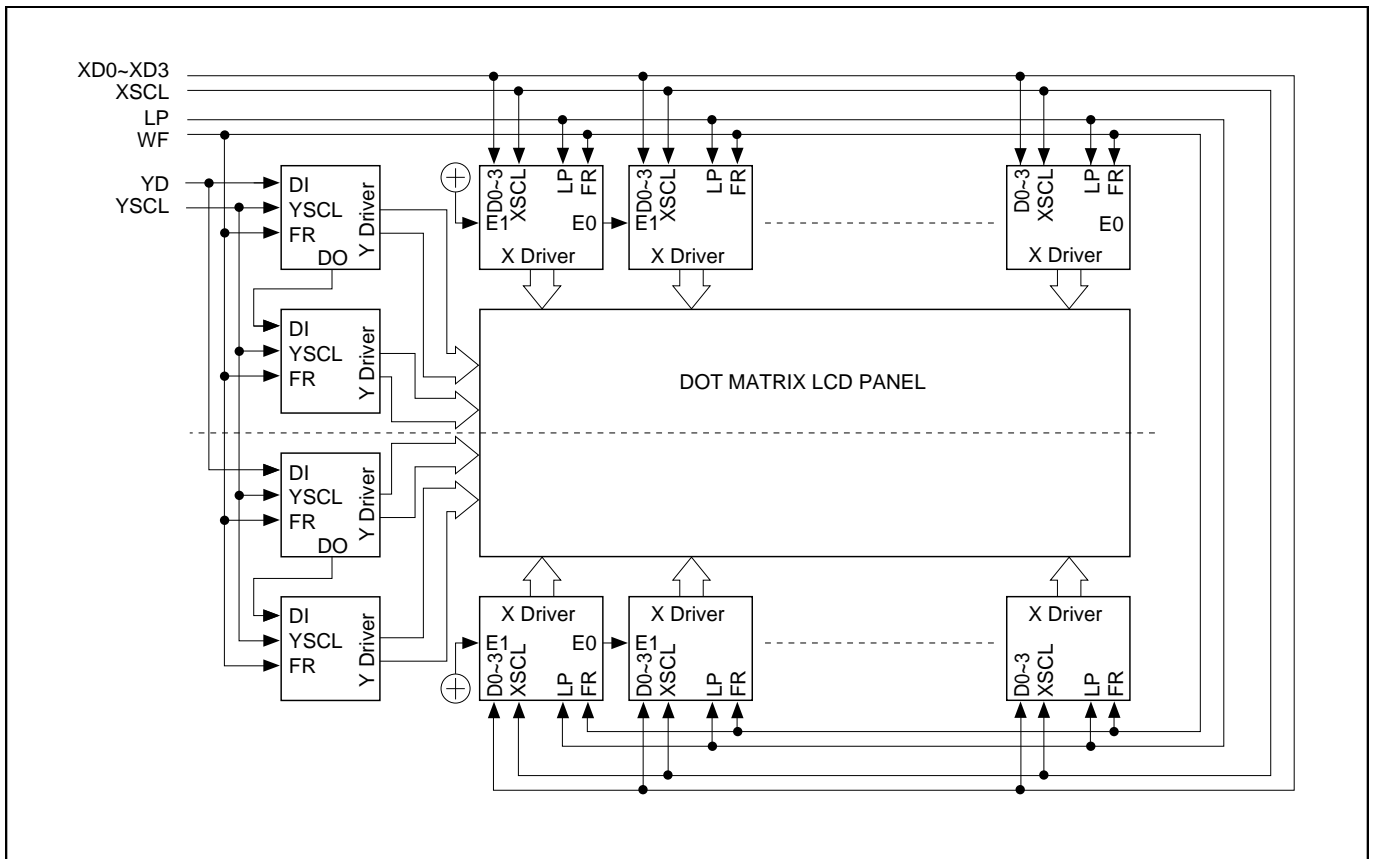 XD0~XD3
XSCL
LP
WF
YD
YSCL
DI
YSCL
FR
DO
Y Driver
DI
YSCL
FR
Y Driver
DI
YSCL
FR
DO
Y Driver
DI
YSCL
FR
Y Driver
D0~3
XSCL
LP
FR
E1
E0
X Driver
D0~3
XSCL
LP
FR
E1
X Driver
D0~3
XSCL
LP
FR
E0
X Driver
DOT MATRIX LCD PANEL
X Driver
E1
E0
D0~3
XSCL
LP
FR
X Driver
E1
D0~3
XSCL
LP
FR
X Driver
D0~3
XSCL
LP
FR